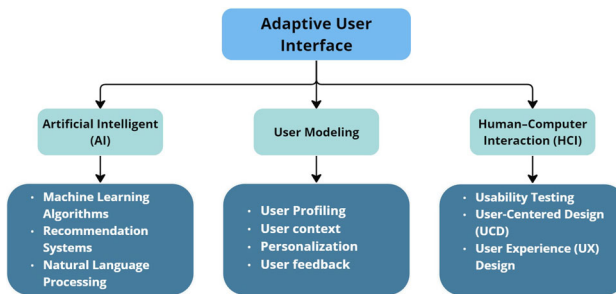 Adaptive User
Interface
Artificial Intelligent
(AI)
User Modeling
Human–Computer
Interaction (HCI)
• Machine Learning
Algorithms
• Recommendation
Systems
• Natural Language
Processing
• User Profiling
• User context
• Personalization
• User feedback
• Usability Testing
• User-Centered Design
(UCD)
• User Experience (UX)
Design